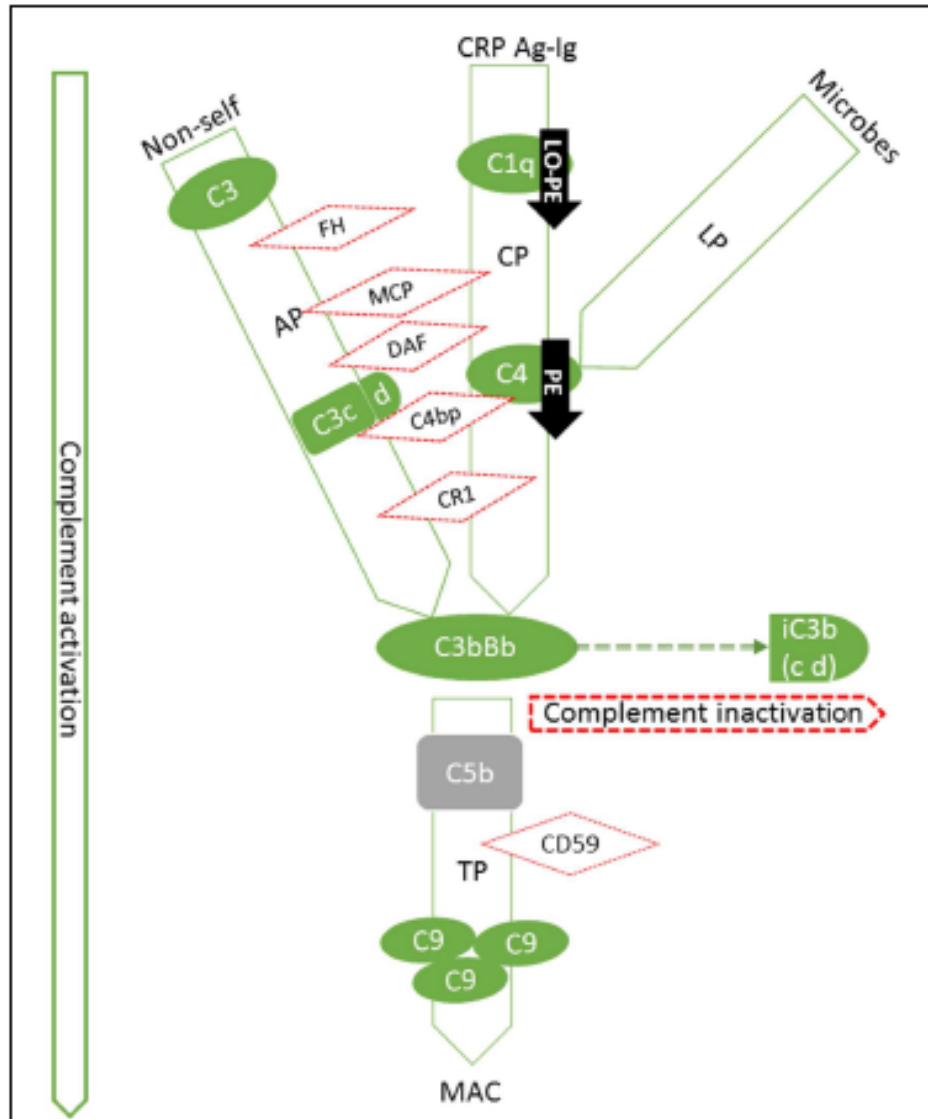 CRP Ag-Ig
Non-self
Microbes
C3
C1q
LO-PE
FH
CP
LP
MCP
AP
DAF
C4
PE
C3c
d
C4bp
CR1
Complement activation
C3bBb
iC3b
(c d)
Complement inactivation
C5b
CD59
TP
C9
C9
C9
MAC